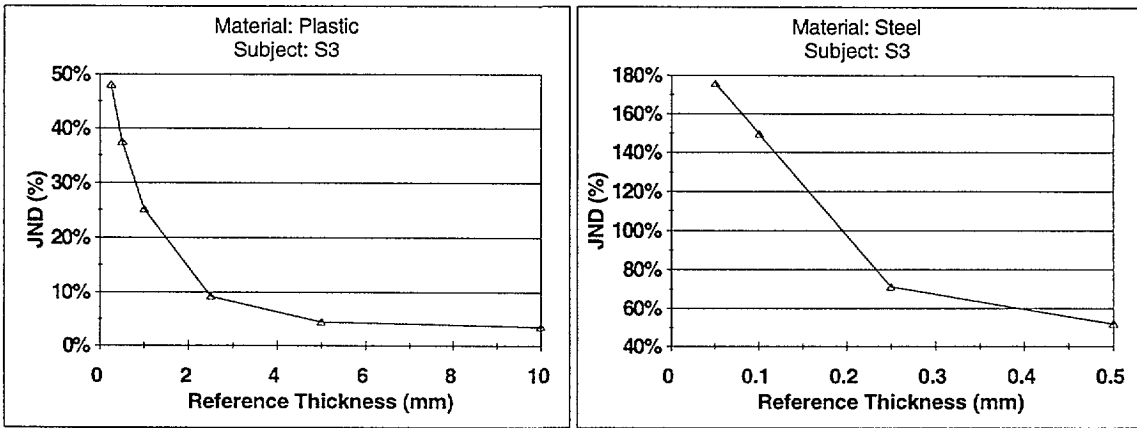 Material: Plastic
Subject: S3
50%
40%
30%
20%
10%
0%
JND (%)
0 2 4 6 8 10
Reference Thickness (mm)
Material: Steel
Subject: S3
180%
160%
140%
120%
100%
80%
60%
40%
JND (%)
0 0.1 0.2 0.3 0.4 0.5
Reference Thickness (mm)